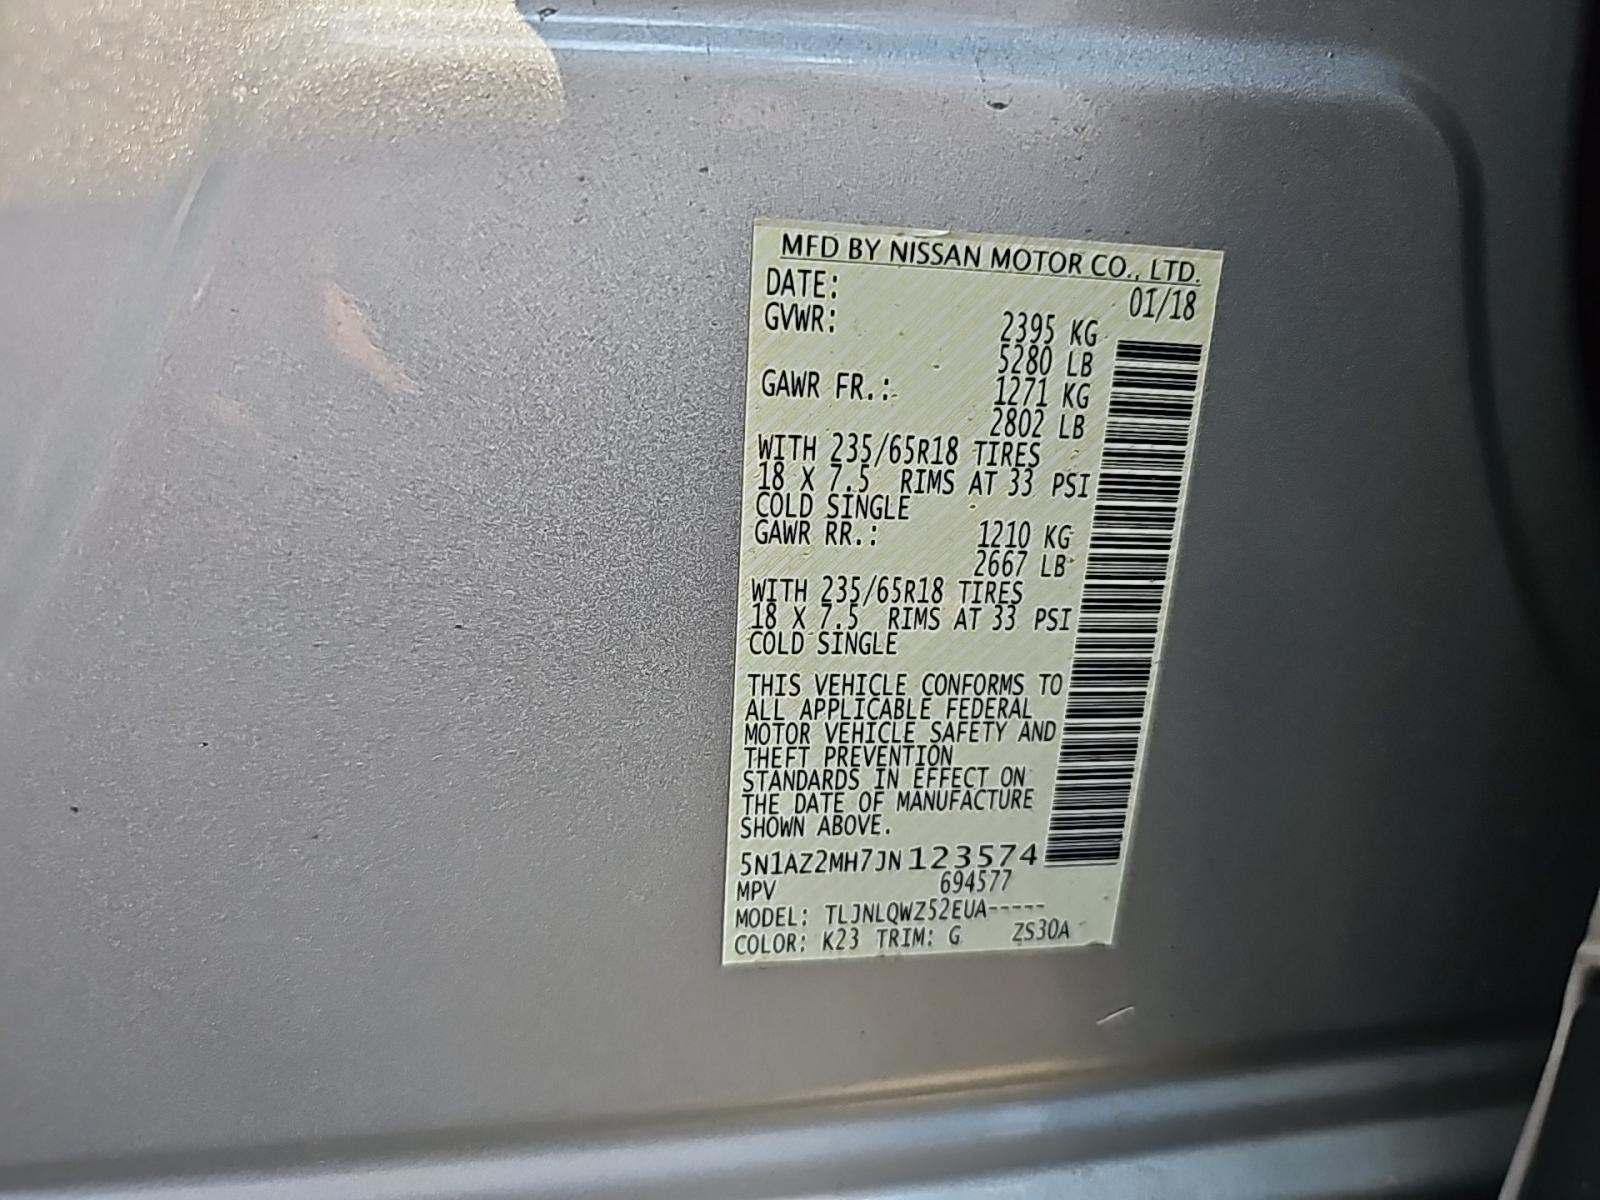 MFD BY NISSAN MOTOR CO., LTD.
DATE: 01/18
GVWR: 2395 KG
5280 LB
GAWR FR.: 1271 KG
2802 LB
WITH 235/65R18 TIRES
18 X 7.5 RIMS AT 33 PSI
COLD SINGLE
GAWR RR.: 1210 KG
2667 LB
WITH 235/65R18 TIRES
18 X 7.5 RIMS AT 33 PSI
COLD SINGLE
THIS VEHICLE CONFORMS TO
ALL APPLICABLE FEDERAL
MOTOR VEHICLE SAFETY AND
THEFT PREVENTION
STANDARDS IN EFFECT ON
THE DATE OF MANUFACTURE
SHOWN ABOVE.
5N1AZ2MH7JN123574
MPV 694577
MODEL: TLJNLQWZ52EUA-----
COLOR: K23 TRIM: G ZS30A